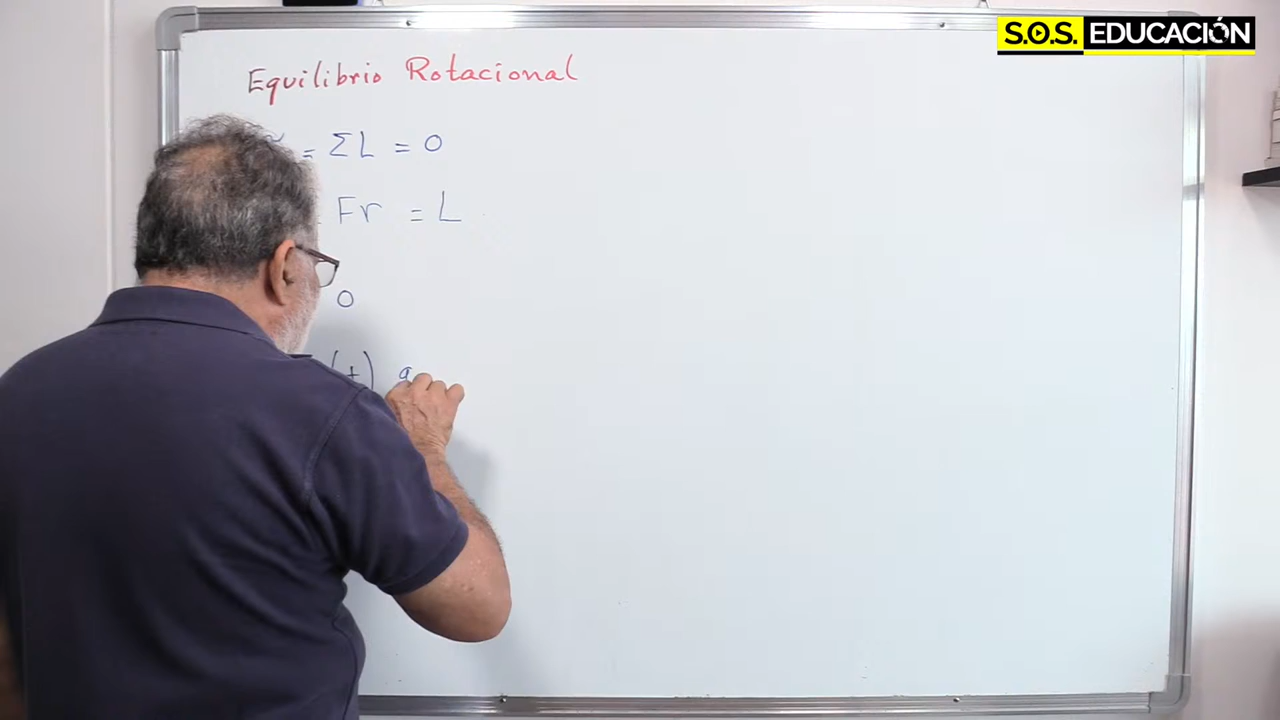 S.O.S. EDUCACIÓN
Equilibrio Rotacional
= ΣL = 0
Fr = L
0
(+)